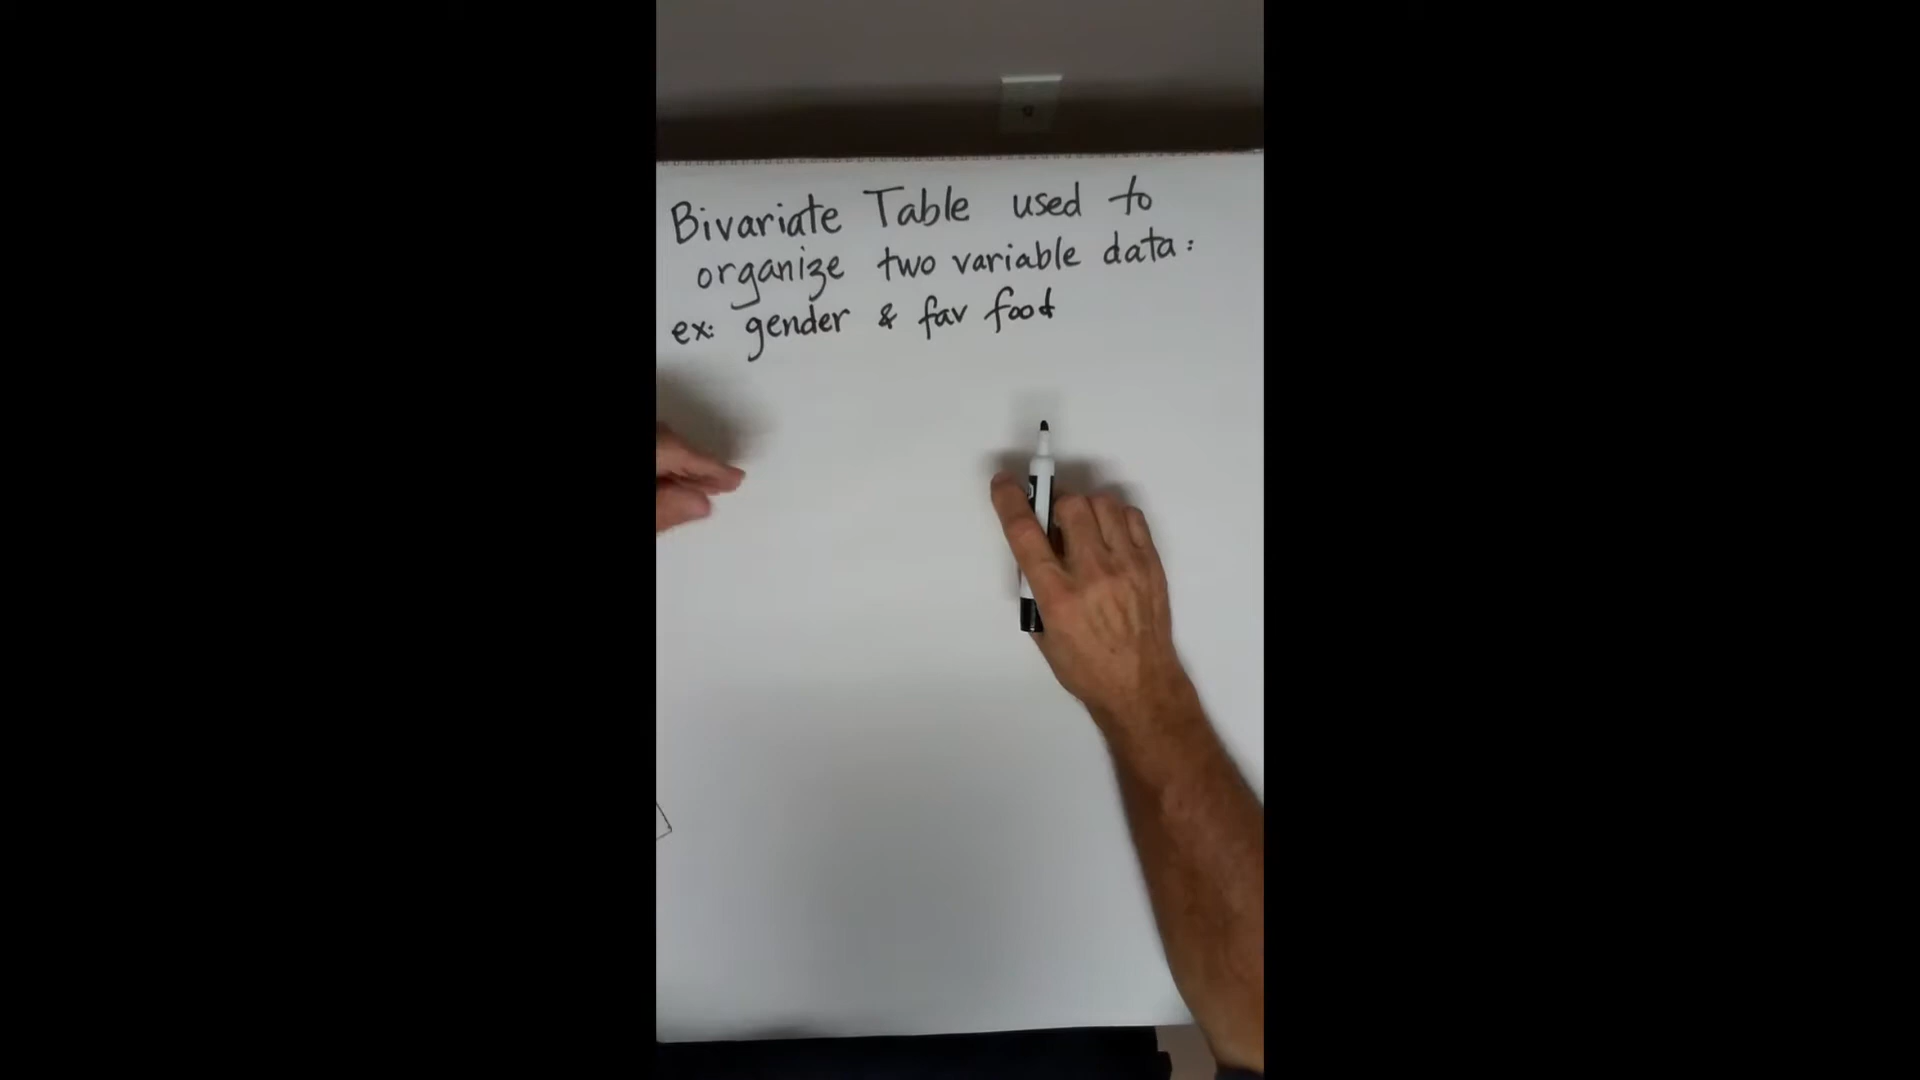 Bivariate Table used to
organize two variable data:
ex: gender & fav food